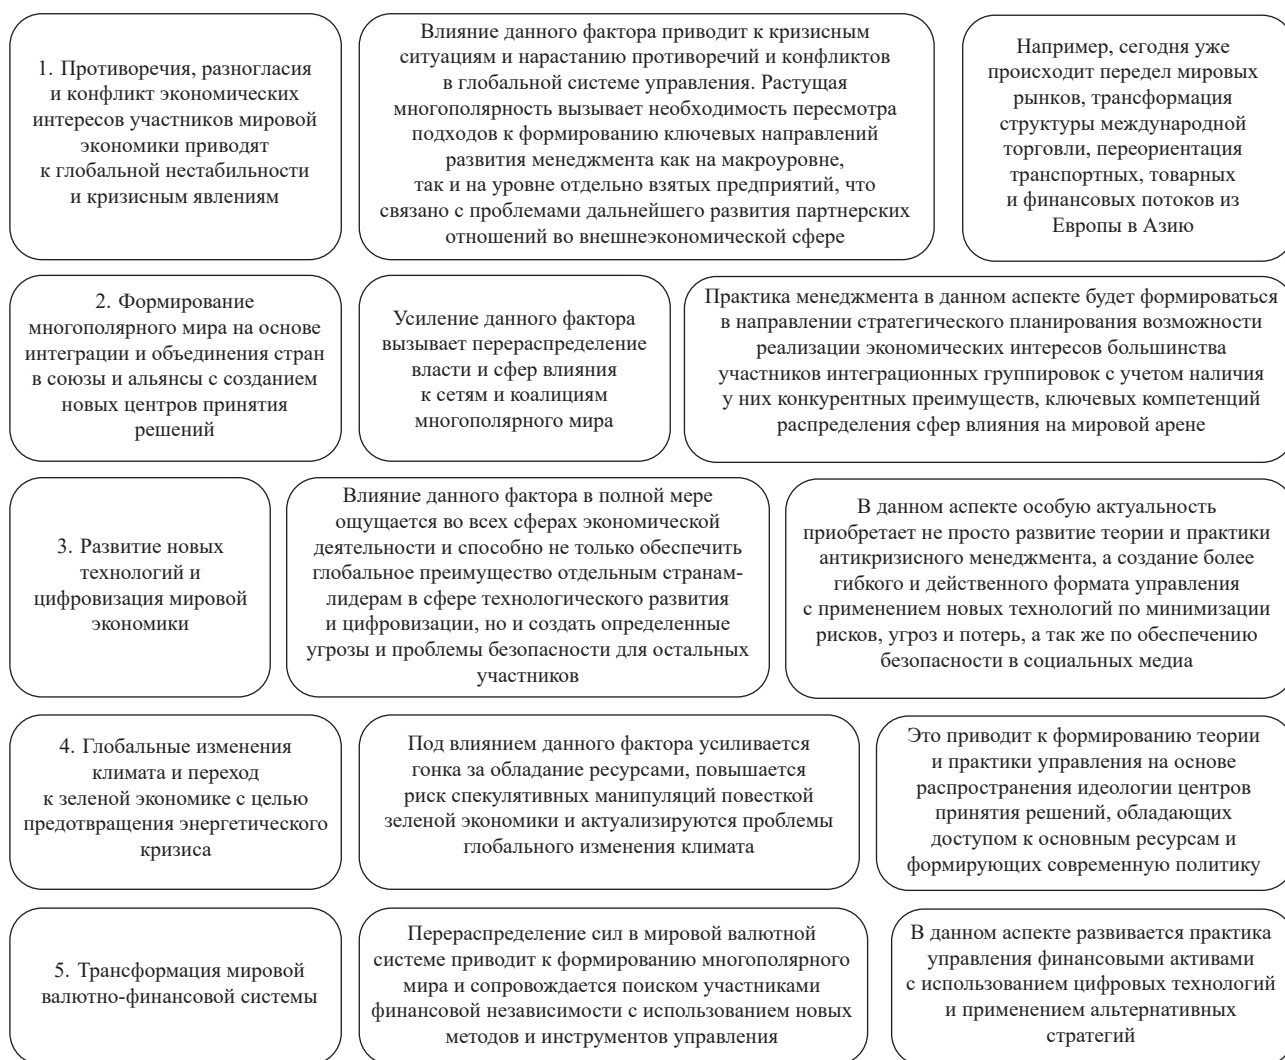 1. Противоречия, разногласия
и конфликт экономических
интересов участников мировой
экономики приводят
к глобальной нестабильности
и кризисным явлениям
Влияние данного фактора приводит к кризисным
ситуациям и нарастанию противоречий и конфликтов
в глобальной системе управления. Растущая
многополярность вызывает необходимость пересмотра
подходов к формированию ключевых направлений
развития менеджмента как на макроуровне,
так и на уровне отдельно взятых предприятий, что
связано с проблемами дальнейшего развития партнерских
отношений во внешнеэкономической сфере
Например, сегодня уже
происходит передел мировых
рынков, трансформация
структуры международной
торговли, переориентация
транспортных, товарных
и финансовых потоков из
Европы в Азию
2. Формирование
многополярного мира на основе
интеграции и объединения стран
в союзы и альянсы с созданием
новых центров принятия
решений
Усиление данного фактора
вызывает перераспределение
власти и сфер влияния
к сетям и коалициям
многополярного мира
Практика менеджмента в данном аспекте будет формироваться
в направлении стратегического планирования возможности
реализации экономических интересов большинства
участников интеграционных группировок с учетом наличия
у них конкурентных преимуществ, ключевых компетенций
распределения сфер влияния на мировой арене
3. Развитие новых
технологий и
цифровизация мировой
экономики
Влияние данного фактора в полной мере
ощущается во всех сферах экономической
деятельности и способно не только обеспечить
глобальное преимущество отдельным странам-
лидерам в сфере технологического развития
и цифровизации, но и создать определенные
угрозы и проблемы безопасности для остальных
участников
В данном аспекте особую актуальность
приобретает не просто развитие теории и практики
антикризисного менеджмента, а создание более
гибкого и действенного формата управления
с применением новых технологий по минимизации
рисков, угроз и потерь, а так же по обеспечению
безопасности в социальных медиа
4. Глобальные изменения
климата и переход
к зеленой экономике с целью
предотвращения энергетического
кризиса
Под влиянием данного фактора усиливается
гонка за обладание ресурсами, повышается
риск спекулятивных манипуляций повесткой
зеленой экономики и актуализируются проблемы
глобального изменения климата
Это приводит к формированию теории
и практики управления на основе
распространения идеологии центров
принятия решений, обладающих
доступом к основным ресурсам и
формирующих современную политику
5. Трансформация мировой
валютно-финансовой системы
Перераспределение сил в мировой валютной
системе приводит к формированию многополярного
мира и сопровождается поиском участниками
финансовой независимости с использованием новых
методов и инструментов управления
В данном аспекте развивается практика
управления финансовыми активами
с использованием цифровых технологий
и применением альтернативных
стратегий